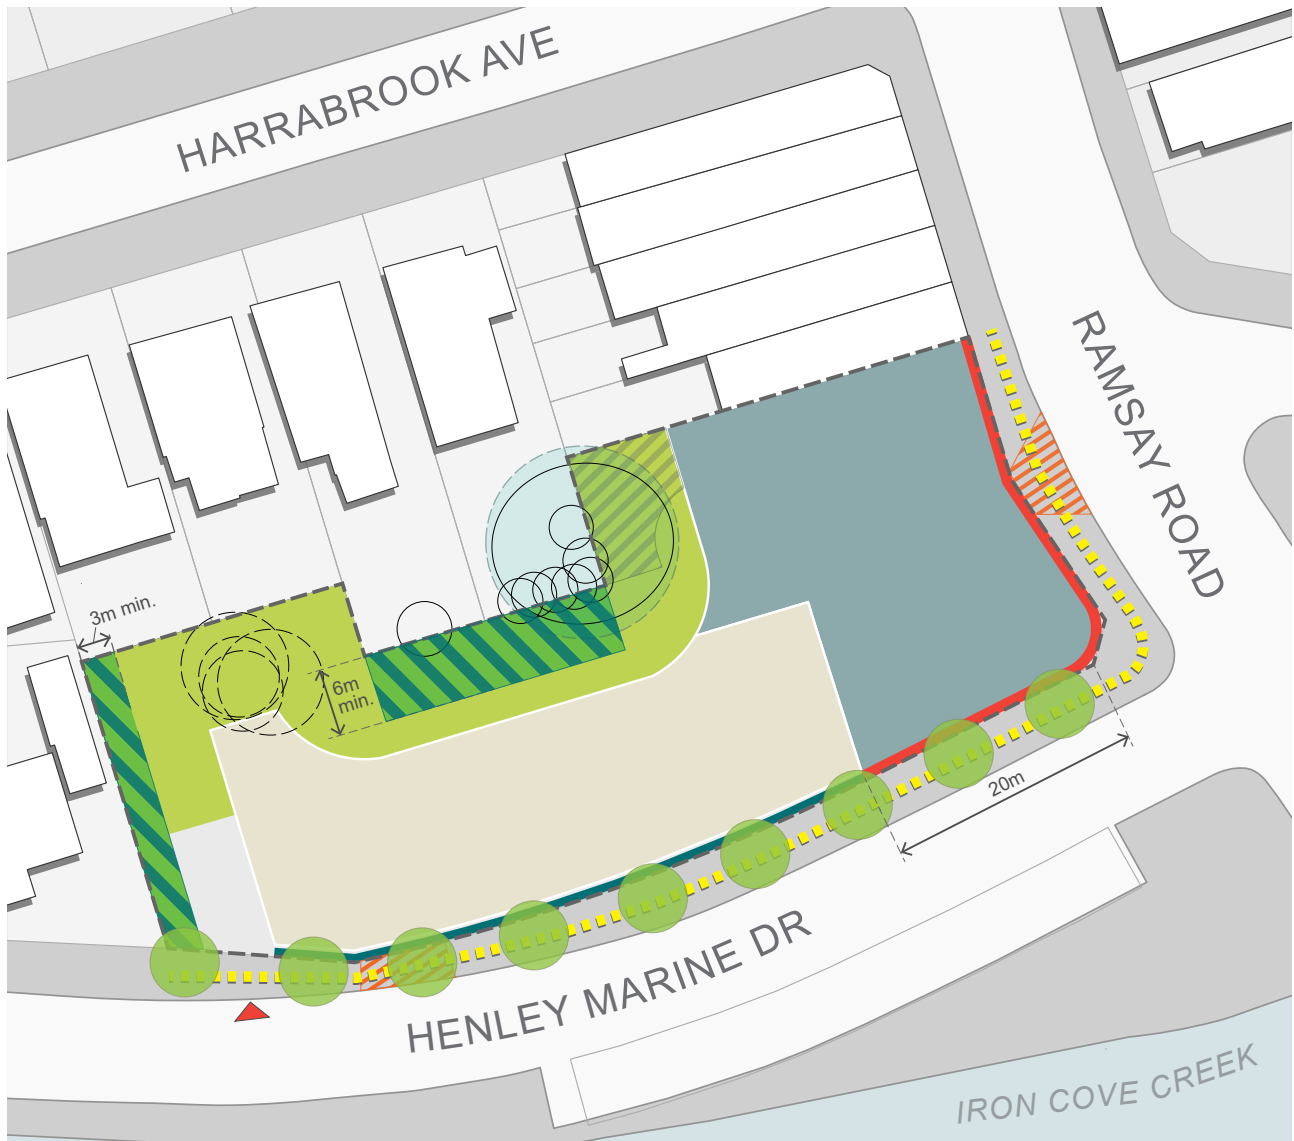 HARRABROOK AVE
RAMSAY ROAD
3m min.
6m
min.
20m
HENLEY MARINE DR
IRON COVE CREEK